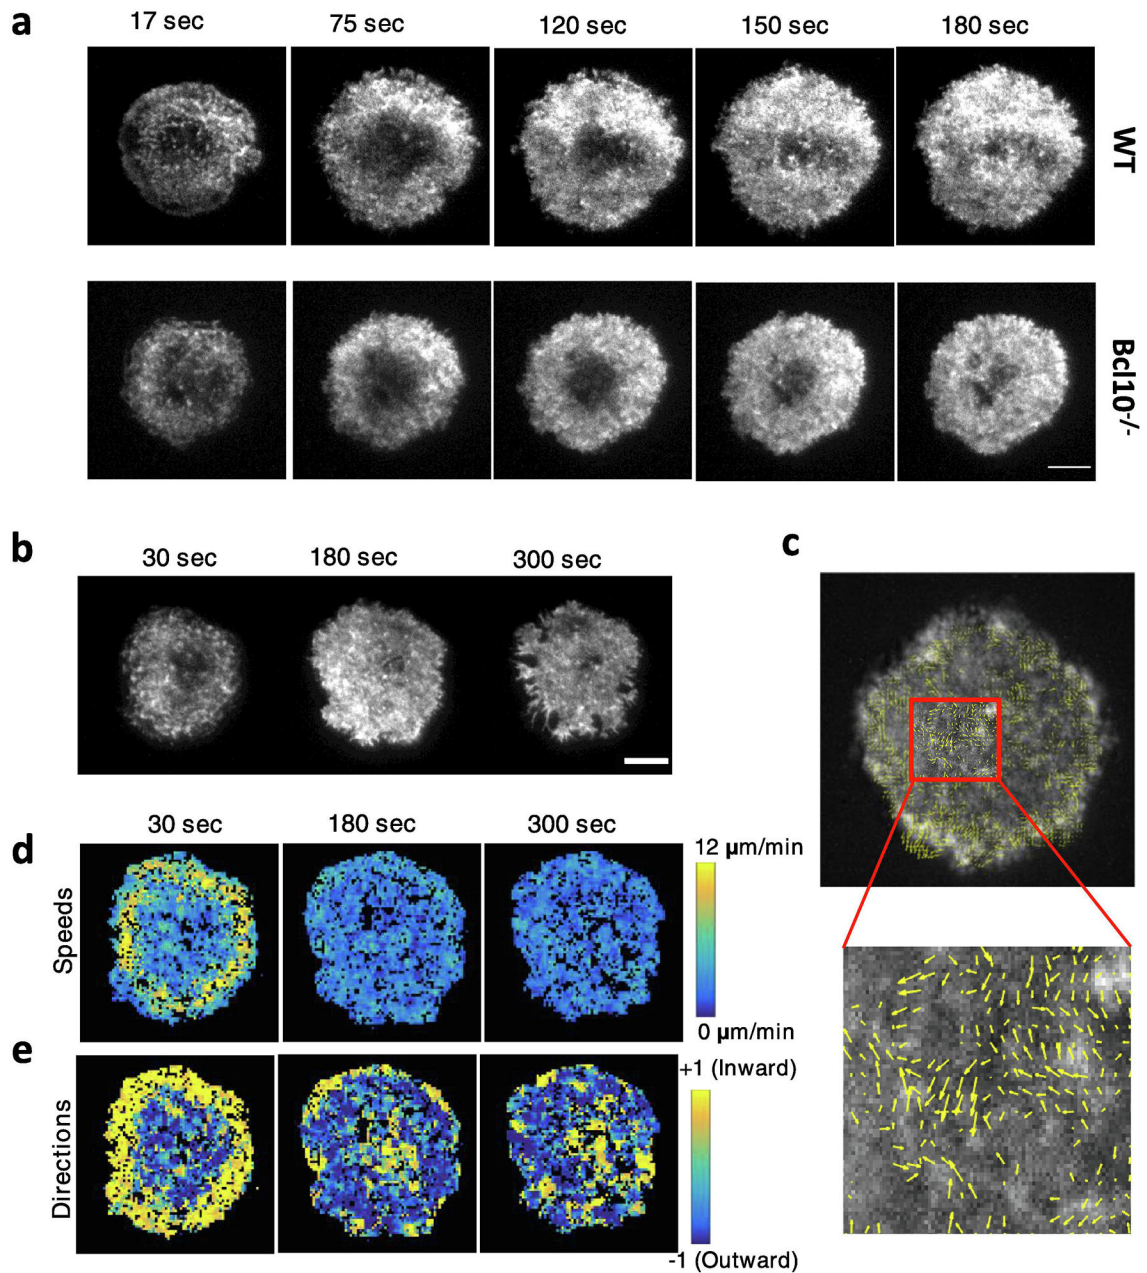 a
17 sec 75 sec 120 sec 150 sec 180 sec
WT
Bcl10-/-
b
30 sec 180 sec 300 sec
c
d
30 sec 180 sec 300 sec
12 µm/min
Speeds
0 µm/min
e
+1 (Inward)
Directions
-1 (Outward)